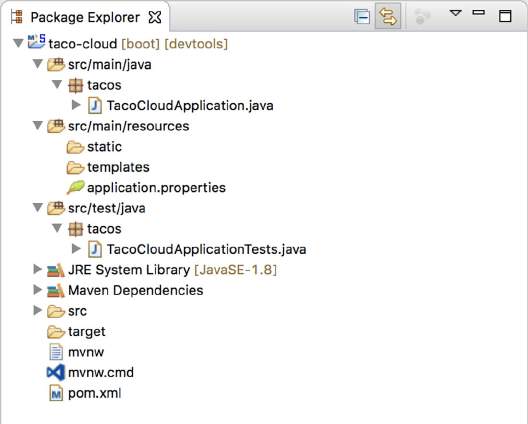 Package Explorer
taco-cloud [boot] [devtools]
src/main/java
tacos
TacoCloudApplication.java
src/main/resources
static
templates
application.properties
src/test/java
tacos
TacoCloudApplicationTests.java
JRE System Library [JavaSE-1.8]
Maven Dependencies
src
target
mvnw
mvnw.cmd
pom.xml